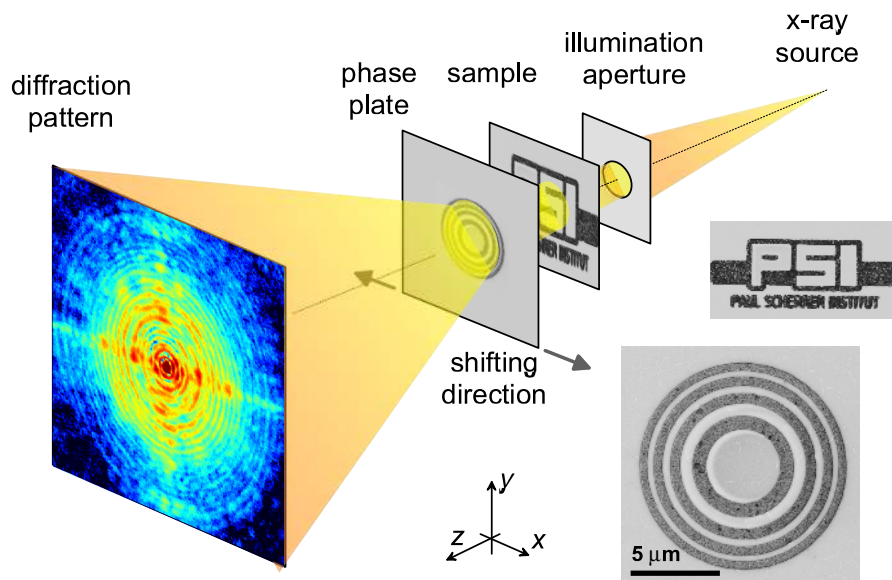 x-ray
source
illumination
aperture
sample
phase
plate
diffraction
pattern
PSI
PAUL SCHERRER INSTITUT
shifting
direction
y
z
x
5 μm